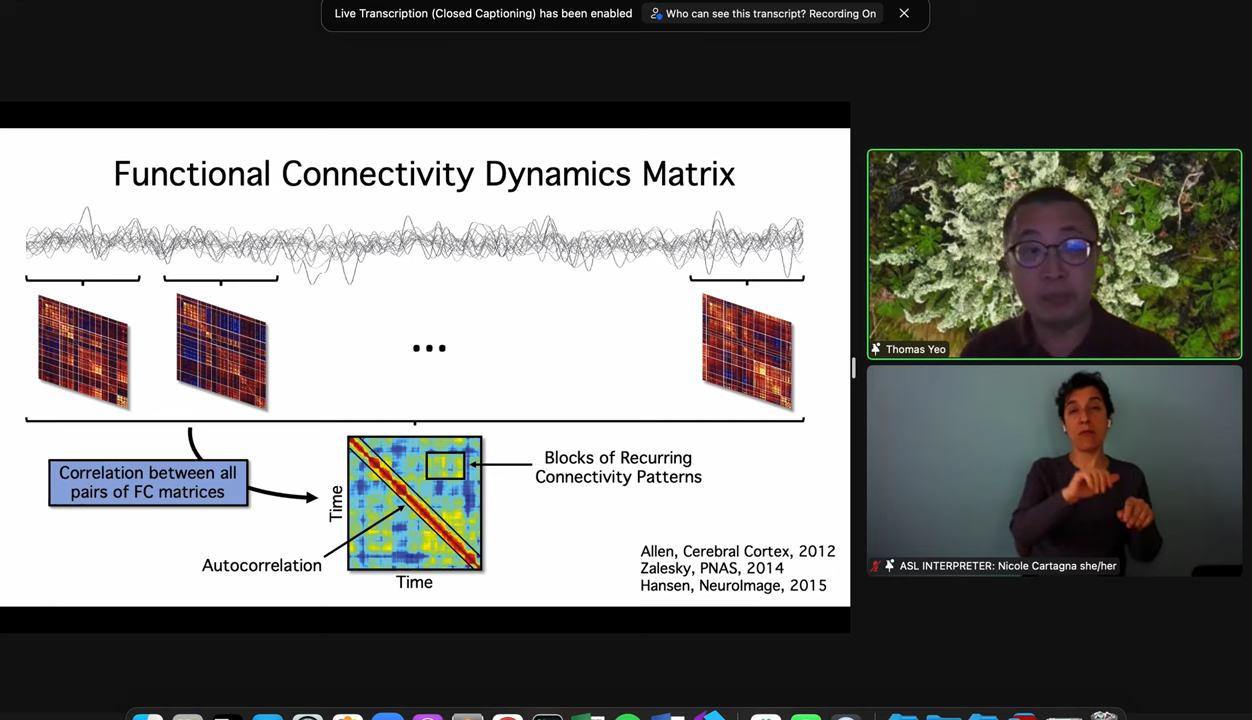 Live Transcription (Closed Captioning) has been enabled
Who can see this transcript? Recording On
Functional Connectivity Dynamics Matrix
...
Correlation between all
pairs of FC matrices
Time
Autocorrelation
Time
Blocks of Recurring
Connectivity Patterns
Allen, Cerebral Cortex, 2012
Zalesky, PNAS, 2014
Hansen, NeuroImage, 2015
Thomas Yeo
ASL INTERPRETER: Nicole Cartagna she/her